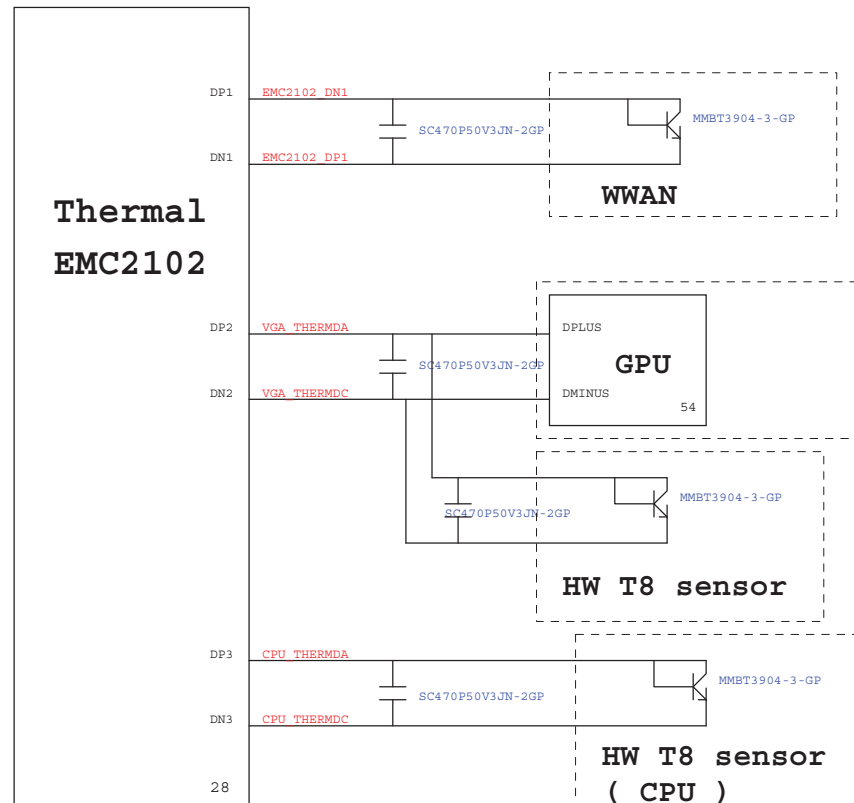 DP1 EMC2102_DN1
SC470P50V3JN-2GP
MMBT3904-3-GP
DN1 EMC2102_DP1
WWAN
Thermal
EMC2102
DP2 VGA_THERMDA
DPLUS
SC470P50V3JN-2GP
GPU
DN2 VGA_THERMDC
DMINUS
54
MMBT3904-3-GP
SC470P50V3JN-2GP
HW T8 sensor
DP3 CPU_THERMDA
MMBT3904-3-GP
SC470P50V3JN-2GP
DN3 CPU_THERMDC
HW T8 sensor
( CPU )
28